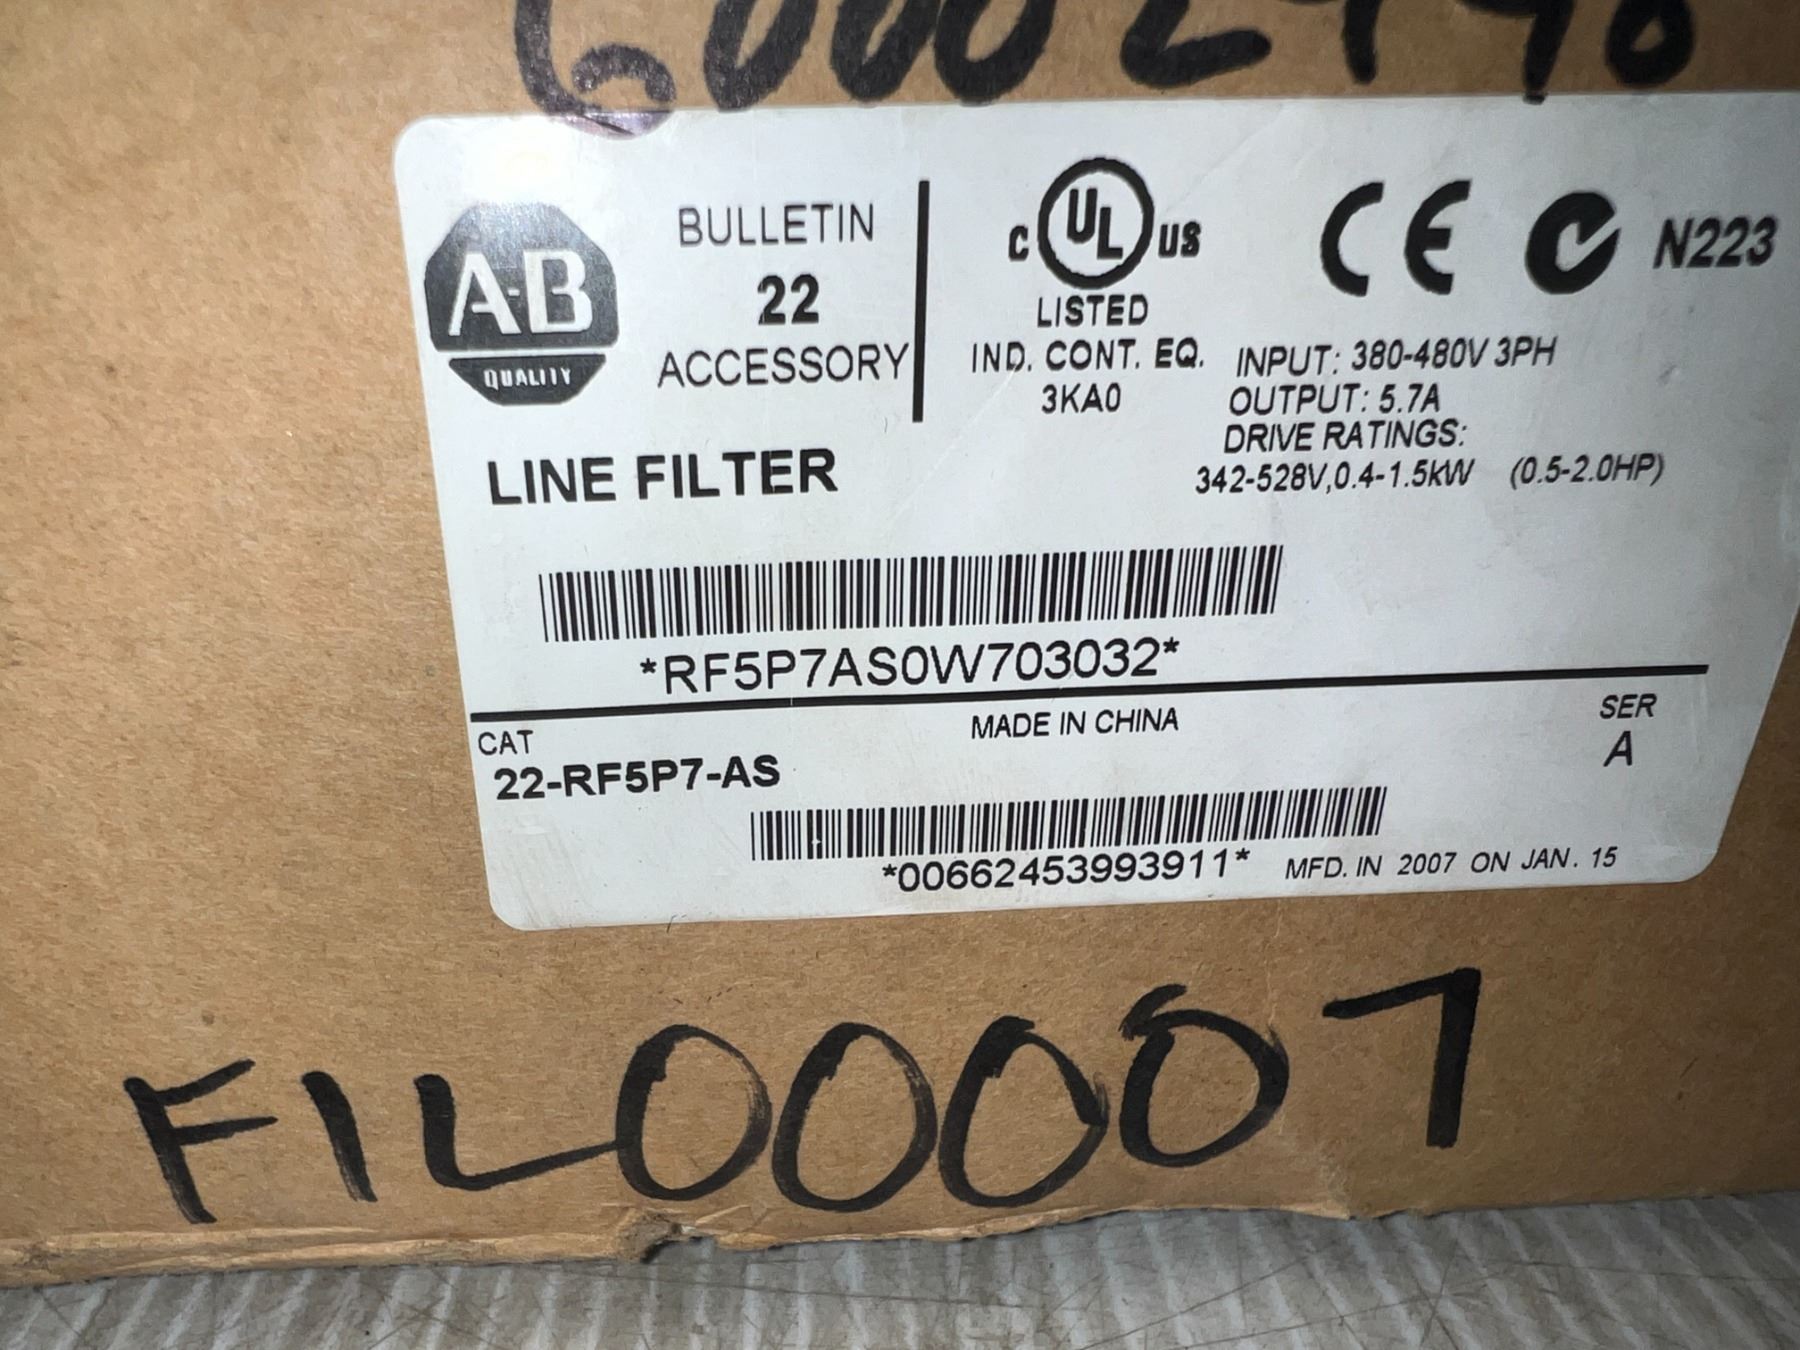 A-B
QUALITY
BULLETIN
22
ACCESSORY
C UL US
LISTED
IND. CONT. EQ.
3KA0
CE N223
INPUT: 380-480V 3PH
OUTPUT: 5.7A
DRIVE RATINGS:
342-528V,0.4-1.5kW (0.5-2.0HP)
LINE FILTER
*RF5P7AS0W703032*
CAT
22-RF5P7-AS
MADE IN CHINA
SER
A
*00662453993911*
MFD. IN 2007 ON JAN. 15
FIL00007